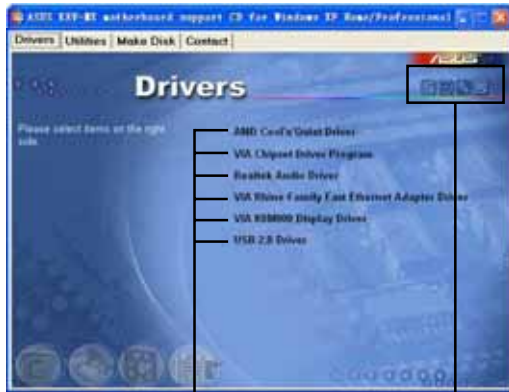 ASUS K8V-MX motherboard support CD for Windows XP Home/Professional
Drivers Utilities Make Disk Contact
ASUS
Drivers
Please select items on the right side.
AMD Cool'n'Quiet Driver
VIA Chipset Driver Program
Realtek Audio Driver
VIA Rhine Family Fast Ethernet Adapter Driver
VIA K8M800 Display Driver
USB 2.0 Driver